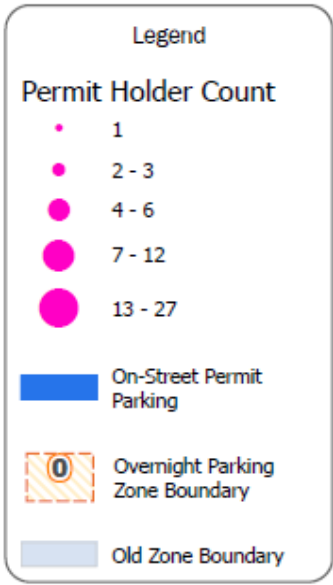 Legend
Permit Holder Count
1
2 - 3
4 - 6
7 - 12
13 - 27
On-Street Permit
Parking
0
Overnight Parking
Zone Boundary
Old Zone Boundary